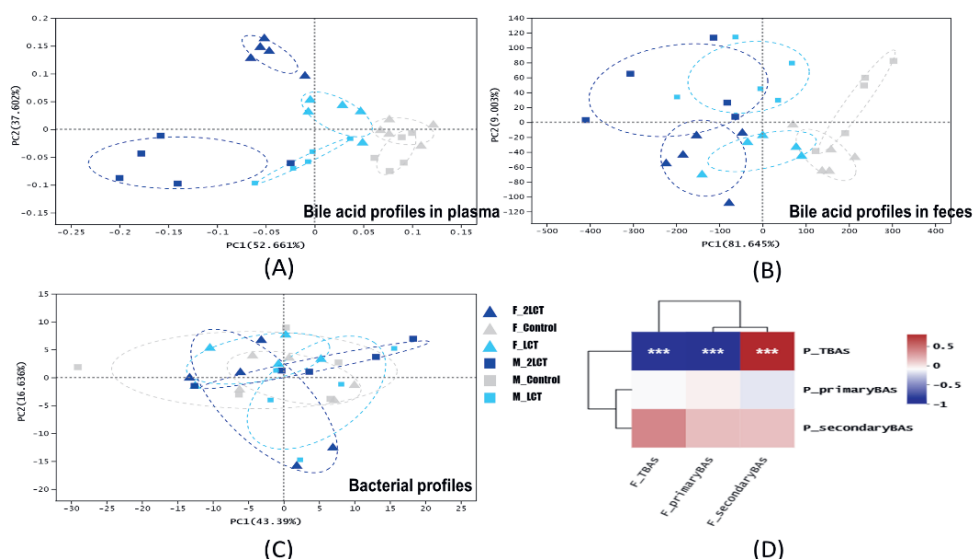 0.2
0.15
0.1
0.05
0
-0.05
-0.1
-0.15
PC2(37.602%)
-0.25
-0.2
-0.15
-0.1
-0.05
0
0.05
0.1
0.15
PC1(52.661%)
Bile acid profiles in plasma
(A)
140
120
100
80
60
40
20
0
-20
-40
-60
-80
-100
-120
PC2(9.003%)
-500
-400
-300
-200
-100
0
100
200
300
400
PC1(81.645%)
Bile acid profiles in feces
(B)
15
10
5
0
-5
-10
-15
-20
PC2(16.636%)
-30
-25
-20
-15
-10
-5
0
5
10
15
20
25
PC1(43.39%)
Bacterial profiles
(C)
F_2LCT
F_Control
F_LCT
M_2LCT
M_Control
M_LCT
*** *** ***
P_TBAs
P_primaryBAs
P_secondaryBAs
F_TBAs
F_primaryBAs
F_secondaryBAs
0.5
0
-0.5
-1
(D)